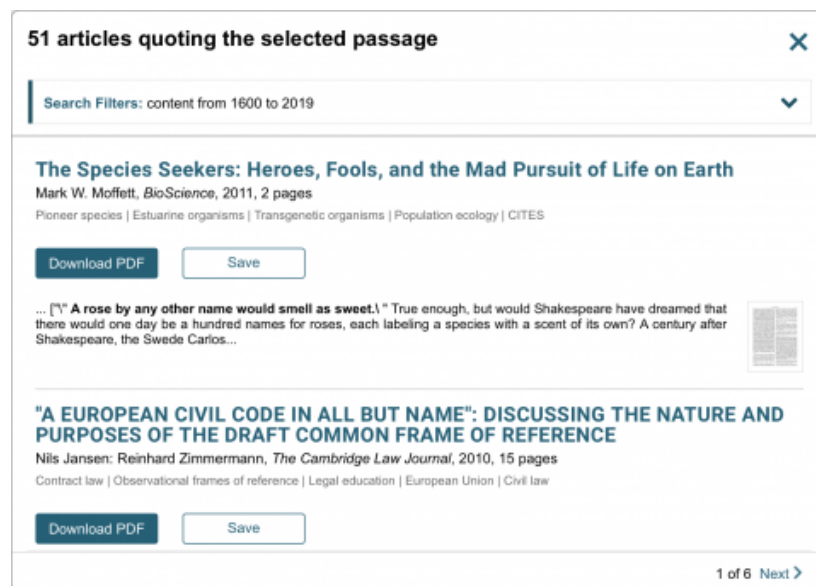 51 articles quoting the selected passage
Search Filters: content from 1600 to 2019
The Species Seekers: Heroes, Fools, and the Mad Pursuit of Life on Earth
Mark W. Moffett, BioScience, 2011, 2 pages
Pioneer species | Estuarine organisms | Transgenetic organisms | Population ecology | CITES
Download PDF Save
... ["\" A rose by any other name would smell as sweet.\ " True enough, but would Shakespeare have dreamed that
there would one day be a hundred names for roses, each labeling a species with a scent of its own? A century after
Shakespeare, the Swede Carlos...
"A EUROPEAN CIVIL CODE IN ALL BUT NAME": DISCUSSING THE NATURE AND
PURPOSES OF THE DRAFT COMMON FRAME OF REFERENCE
Nils Jansen: Reinhard Zimmermann, The Cambridge Law Journal, 2010, 15 pages
Contract law | Observational frames of reference | Legal education | European Union | Civil law
Download PDF Save
1 of 6 Next